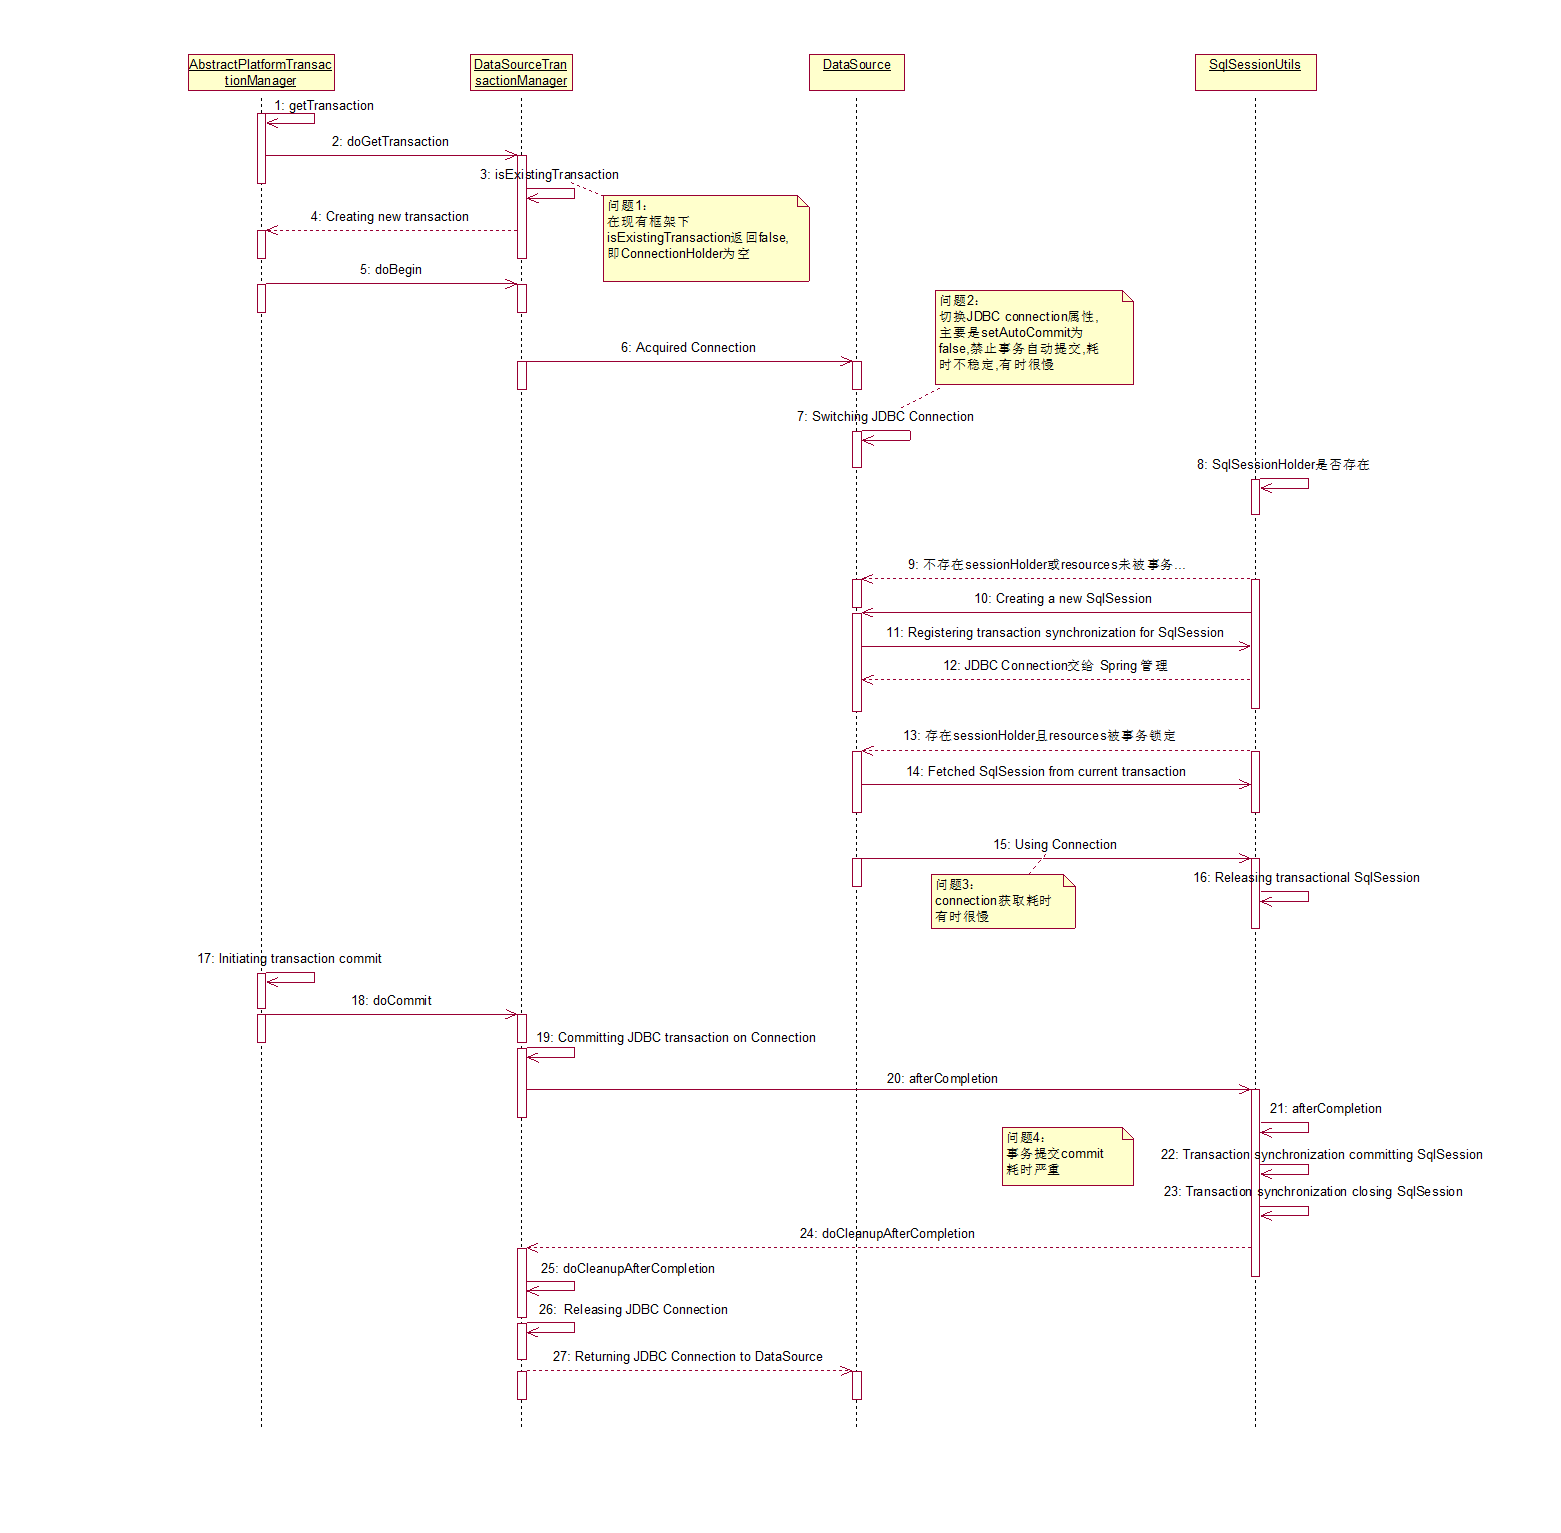 AbstractPlatformTransac
tionManager
DataSourceTran
sactionManager
DataSource
SqlSessionUtils
1: getTransaction
2: doGetTransaction
3: isExistingTransaction
问题1：
在现有框架下
isExistingTransaction返回false,
即ConnectionHolder为空
4: Creating new transaction
5: doBegin
问题2：
切换JDBC connection属性,
主要是setAutoCommit为
false,禁止事务自动提交,耗
时不稳定,有时很慢
6: Acquired Connection
7: Switching JDBC Connection
8: SqlSessionHolder是否存在
9: 不存在sessionHolder或resources未被事务...
10: Creating a new SqlSession
11: Registering transaction synchronization for SqlSession
12: JDBC Connection交给 Spring 管理
13: 存在sessionHolder且resources被事务锁定
14: Fetched SqlSession from current transaction
15: Using Connection
问题3：
connection获取耗时
有时很慢
16: Releasing transactional SqlSession
17: Initiating transaction commit
18: doCommit
19: Committing JDBC transaction on Connection
20: afterCompletion
21: afterCompletion
问题4：
事务提交commit
耗时严重
22: Transaction synchronization committing SqlSession
23: Transaction synchronization closing SqlSession
24: doCleanupAfterCompletion
25: doCleanupAfterCompletion
26:  Releasing JDBC Connection
27: Returning JDBC Connection to DataSource